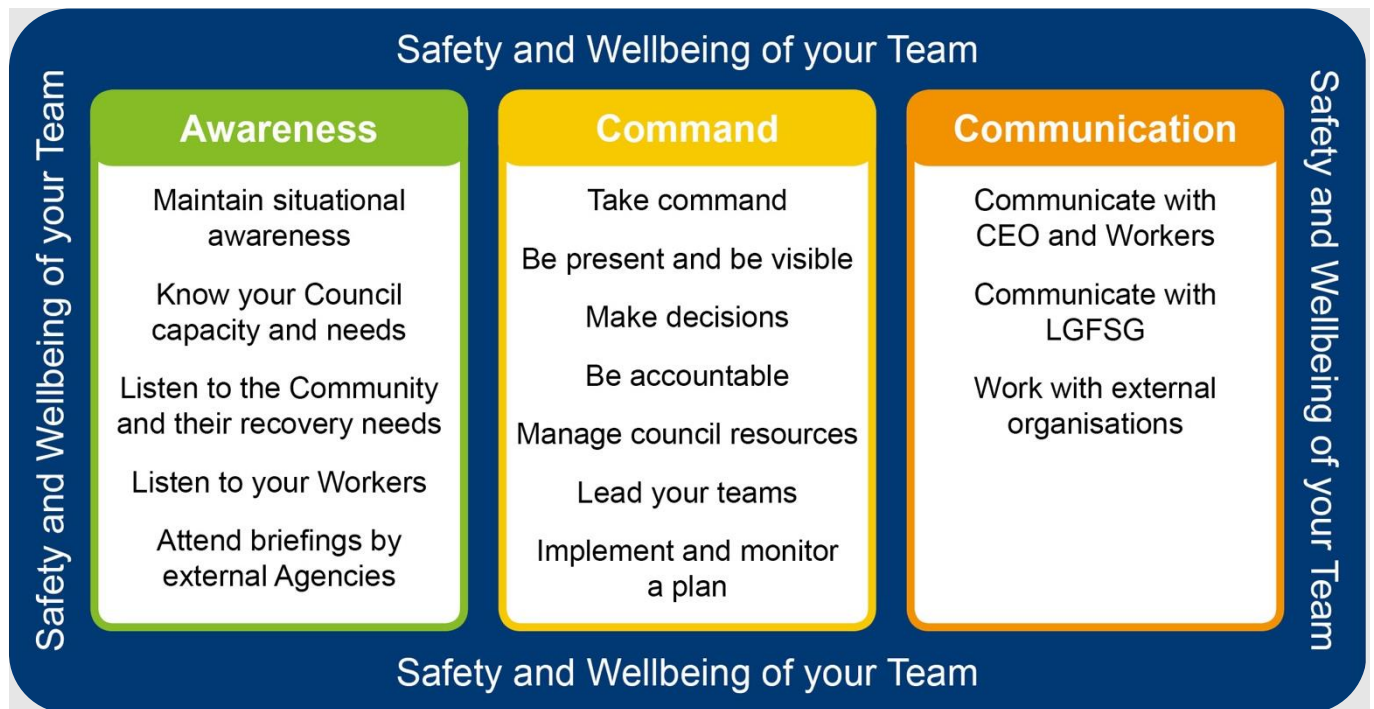 Safety and Wellbeing of your Team
Safety and Wellbeing of your Team
Awareness
Maintain situational
awareness
Know your Council
capacity and needs
Listen to the Community
and their recovery needs
Listen to your Workers
Attend briefings by
external Agencies
Command
Take command
Be present and be visible
Make decisions
Be accountable
Manage council resources
Lead your teams
Implement and monitor
a plan
Communication
Communicate with
CEO and Workers
Communicate with
LGFSG
Work with external
organisations
Safety and Wellbeing of your Team
Safety and Wellbeing of your Team